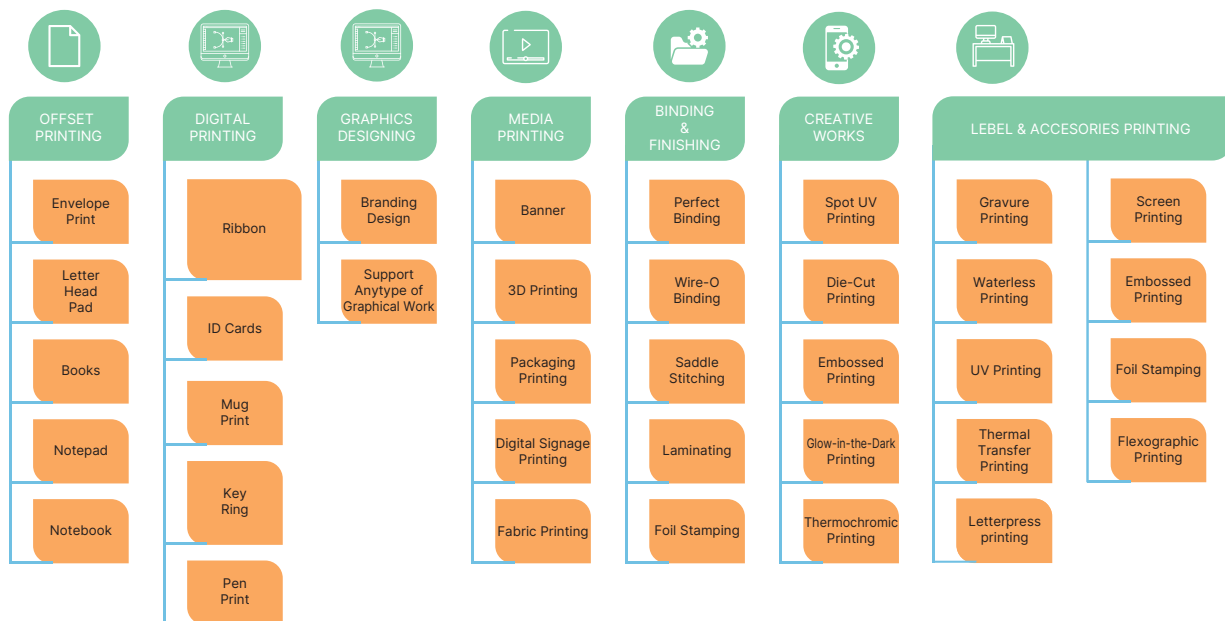 OFFSET
PRINTING
Envelope
Print
Letter
Head
Pad
Books
Notepad
Notebook
DIGITAL
PRINTING
Ribbon
ID Cards
Mug
Print
Key
Ring
Pen
Print
GRAPHICS
DESIGNING
Branding
Design
Support
Anytype of
Graphical Work
MEDIA
PRINTING
Banner
3D Printing
Packaging
Printing
Digital Signage
Printing
Fabric Printing
BINDING
&
FINISHING
Perfect
Binding
Wire-O
Binding
Saddle
Stitching
Laminating
Foil Stamping
CREATIVE
WORKS
Spot UV
Printing
Die-Cut
Printing
Embossed
Printing
Glow-in-the-Dark
Printing
Thermochromic
Printing
LEBEL & ACCESORIES PRINTING
Gravure
Printing
Waterless
Printing
UV Printing
Thermal
Transfer
Printing
Letterpress
printing
Screen
Printing
Embossed
Printing
Foil Stamping
Flexographic
Printing